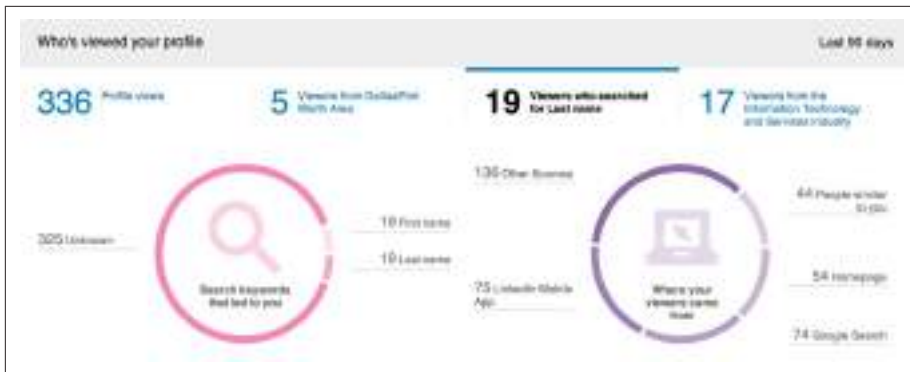 Who's viewed your profile
Last 90 days
336 Profile views
5 Viewers from Dallas/Fort
Worth Area
19 Viewers who searched
for Last name
17 Viewers from the
Information Technology
and Services industry
325 Unknown
19 First name
19 Last name
Search keywords
that led to you
136 Other Sources
75 LinkedIn Mobile
App
Where your
viewers came
from
44 People similar
to you
54 Homepage
74 Google Search